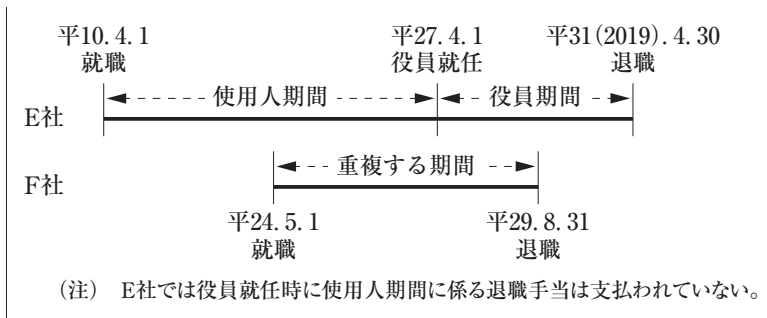 平10.4.1 平27.4.1 平31(2019).4.30
就職 役員就任 退職
使用人期間 役員期間
E社
重複する期間
F社
平24.5.1 平29.8.31
就職 退職
(注) E社では役員就任時に使用人期間に係る退職手当は支払われていない。